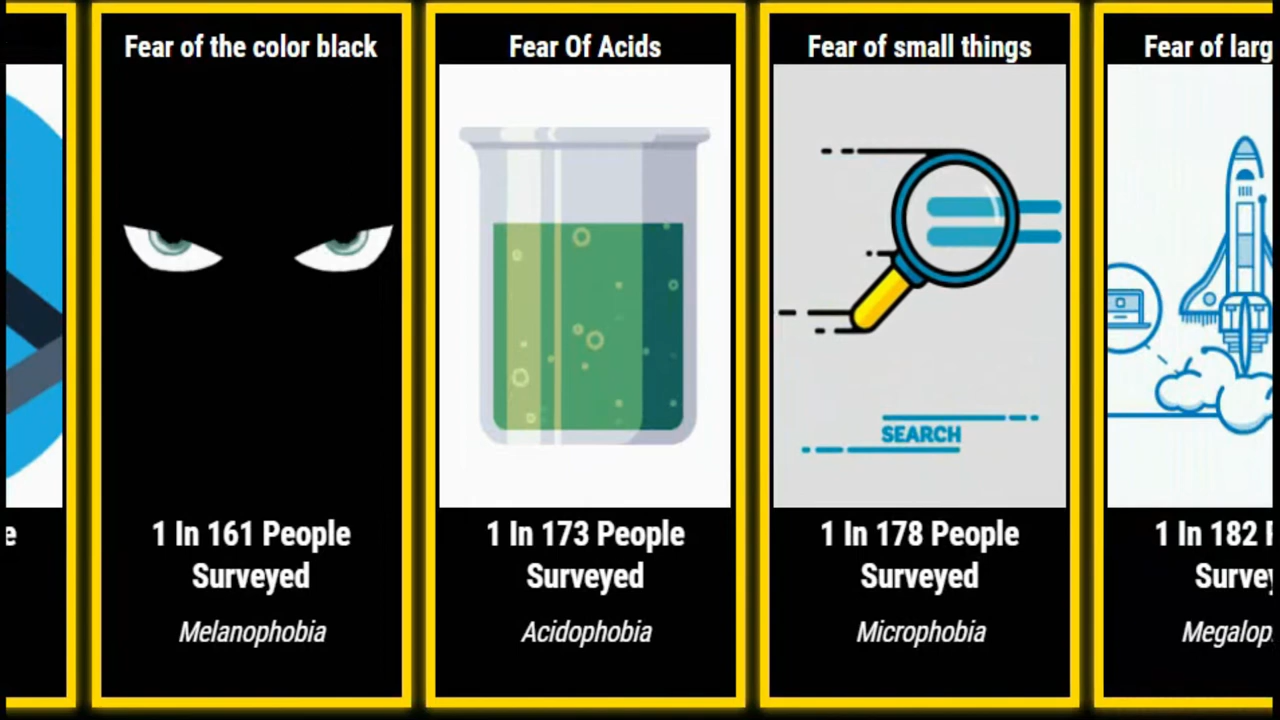 e
Fear of the color black
1 In 161 People
Surveyed
Melanophobia
Fear Of Acids
1 In 173 People
Surveyed
Acidophobia
Fear of small things
SEARCH
1 In 178 People
Surveyed
Microphobia
Fear of larg
1 In 182
Survey
Megalop